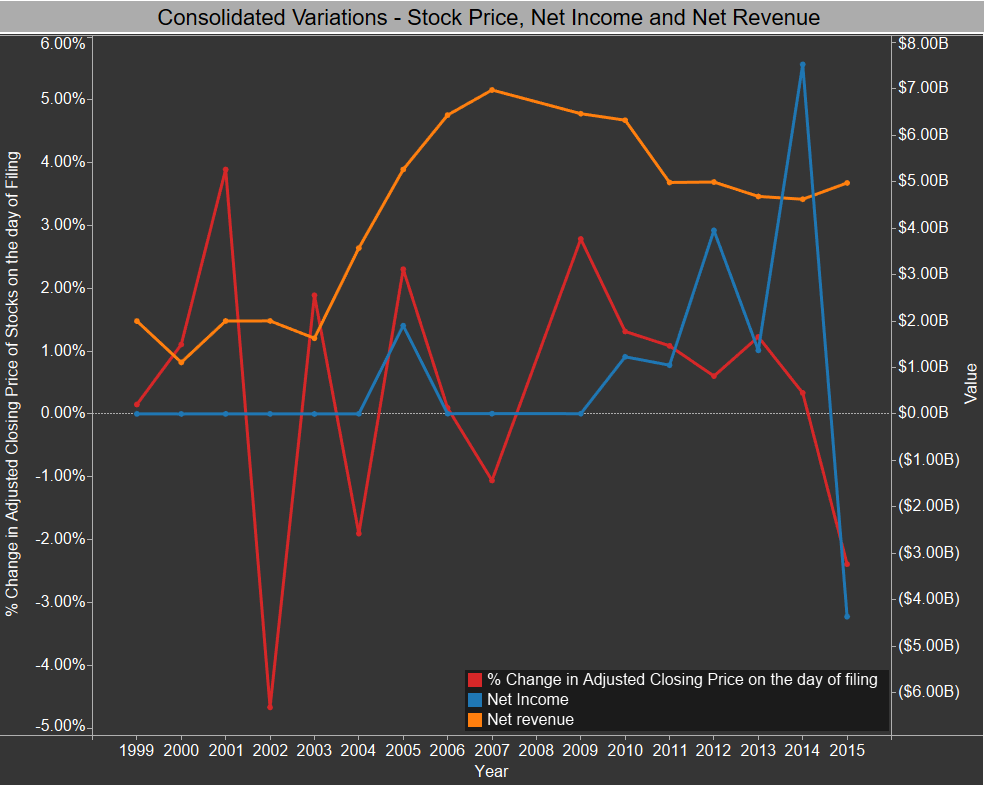 Consolidated Variations - Stock Price, Net Income and Net Revenue
% Change in Adjusted Closing Price of Stocks on the day of Filing
6.00%
5.00%
4.00%
3.00%
2.00%
1.00%
0.00%
-1.00%
-2.00%
-3.00%
-4.00%
-5.00%
$8.00B
$7.00B
$6.00B
$5.00B
$4.00B
$3.00B
$2.00B
$1.00B
$0.00B
($1.00B)
($2.00B)
($3.00B)
($4.00B)
($5.00B)
($6.00B)
Value
% Change in Adjusted Closing Price on the day of filing
Net Income
Net revenue
1999 2000 2001 2002 2003 2004 2005 2006 2007 2008 2009 2010 2011 2012 2013 2014 2015
Year